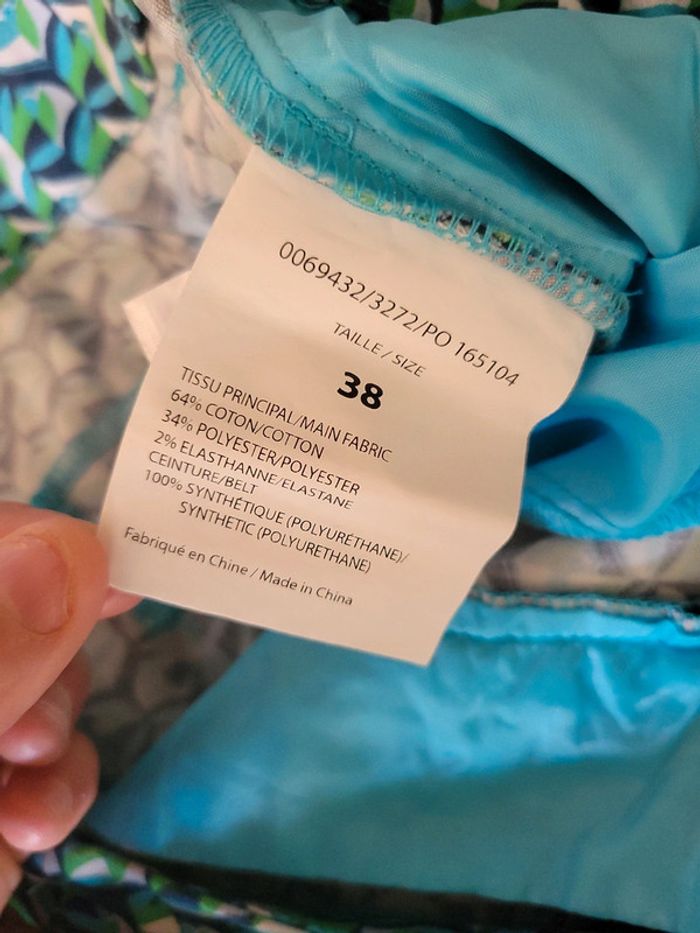 0069432/3272/PO 165104
TAILLE / SIZE
38
TISSU PRINCIPAL/MAIN FABRIC
64% COTON/COTTON
34% POLYESTER/POLYESTER
2% ELASTHANNE/ELASTANE
CEINTURE/BELT
100% SYNTHÉTIQUE (POLYURÉTHANE)/
SYNTHETIC (POLYURETHANE)
Fabriqué en Chine / Made in China